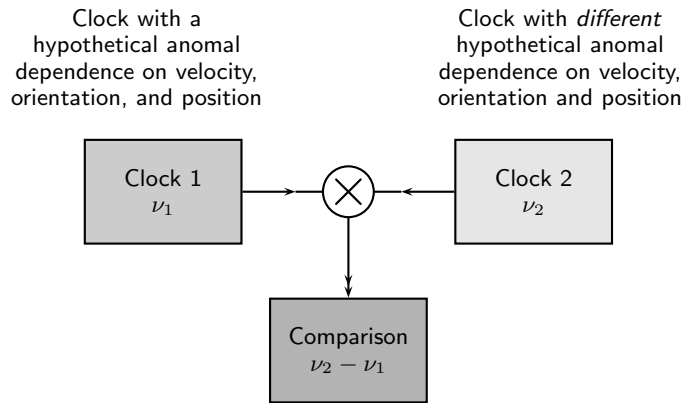 Clock with a
hypothetical anomal
dependence on velocity,
orientation, and position
Clock with different
hypothetical anomal
dependence on velocity,
orientation and position
Clock 1
ν₁
Clock 2
ν₂
Comparison
ν₂ − ν₁